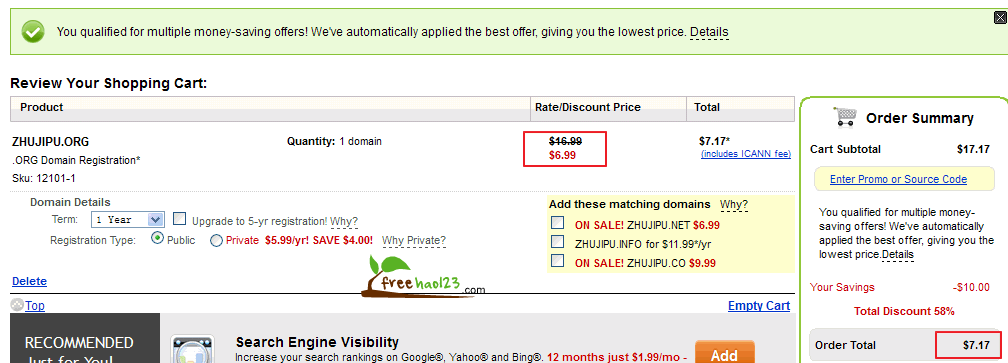 You qualified for multiple money-saving offers! We've automatically applied the best offer, giving you the lowest price. Details
Review Your Shopping Cart:
Product Rate/Discount Price Total
ZHUJIPU.ORG Quantity: 1 domain $16.99 $7.17*
.ORG Domain Registration* $6.99 (includes ICANN fee)
Sku: 12101-1
Domain Details
Term: 1 Year Upgrade to 5-yr registration! Why?
Registration Type: Public Private $5.99/yr! SAVE $4.00! Why Private?
Add these matching domains Why?
ON SALE! ZHUJIPU.NET $6.99
ZHUJIPU.INFO for $11.99*/yr
ON SALE! ZHUJIPU.CO $9.99
Delete
freehao123.com
Top Empty Cart
RECOMMENDED
Just for You!
Search Engine Visibility
Increase your search rankings on Google®, Yahoo® and Bing®. 12 months just $1.99/mo -
Add
Order Summary
Cart Subtotal $17.17
Enter Promo or Source Code
You qualified for multiple money-
saving offers! We've automatically
applied the best offer, giving you the
lowest price.Details
Your Savings -$10.00
Total Discount 58%
Order Total $7.17